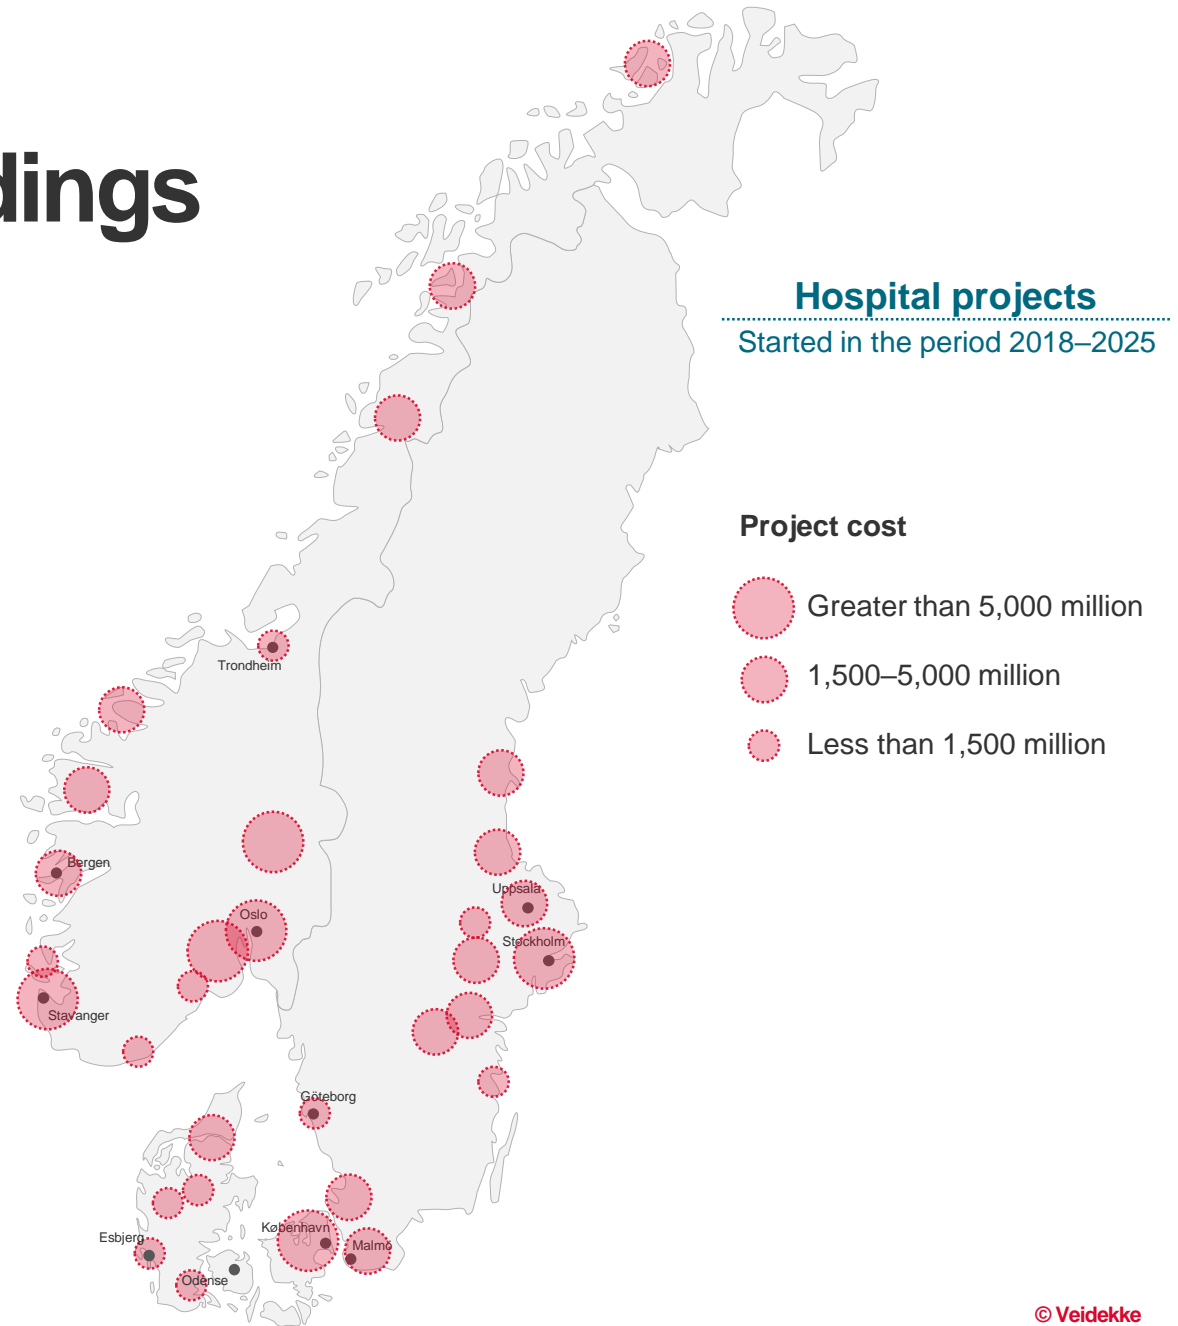 dings
Hospital projects
Started in the period 2018–2025
Project cost
Greater than 5,000 million
1,500–5,000 million
Less than 1,500 million
Trondheim
Bergen
Uppsala
Oslo
Stockholm
Stavanger
Göteborg
København
Esbjerg
Malmö
Odense
© Veidekke